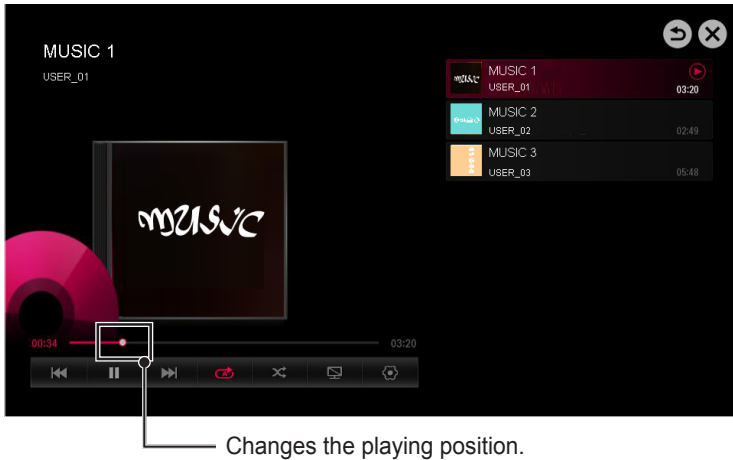 MUSIC 1
USER_01
MUSIC 1
USER_01
03:20
MUSIC 2
USER_02
02:49
MUSIC 3
USER_03
05:48
music
00:34
03:20
A
Changes the playing position.